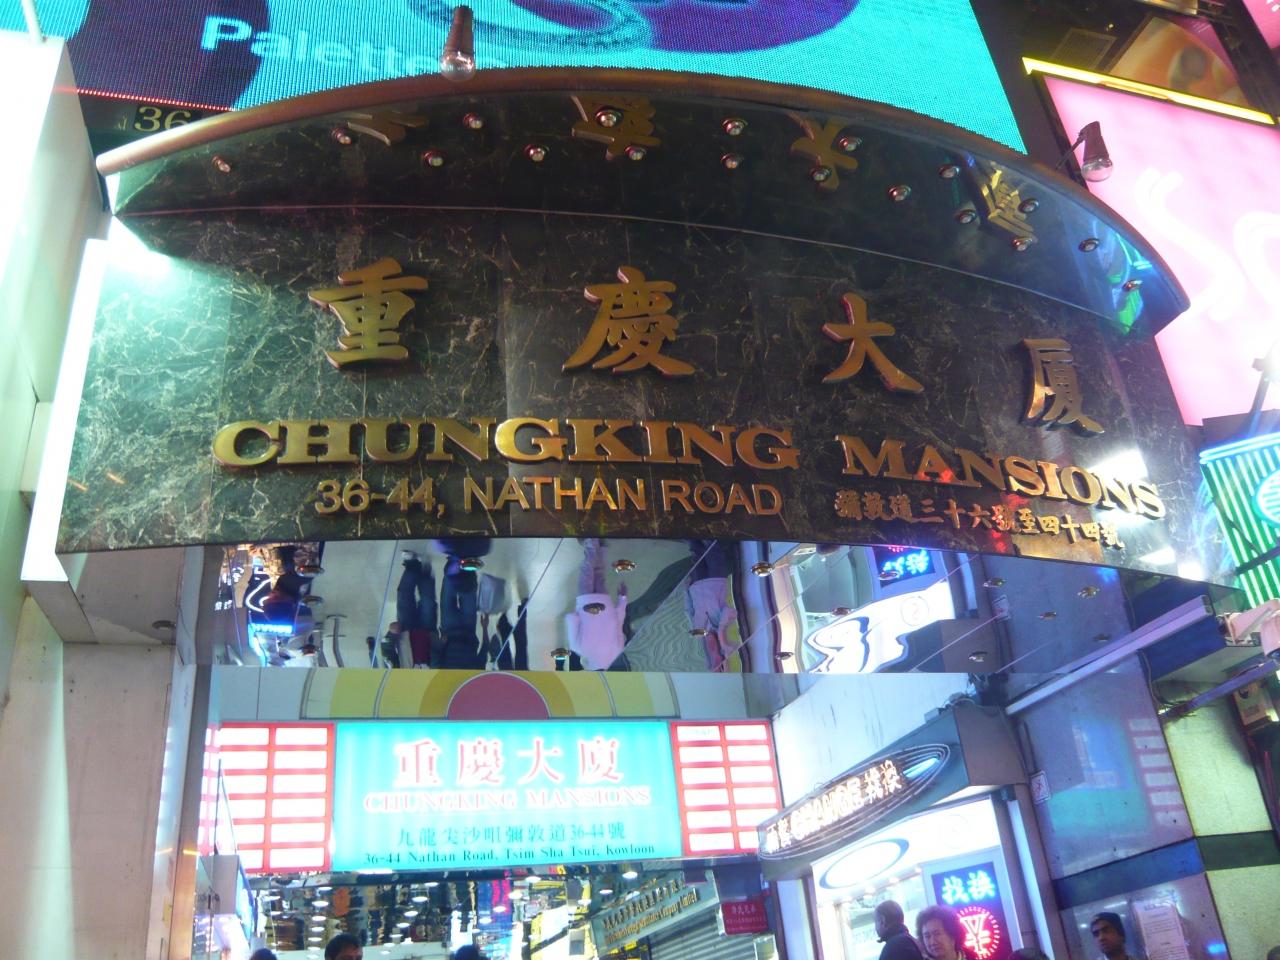 Palettes
36
重慶大廈
CHUNGKING MANSIONS
36-44, NATHAN ROAD
彌敦道三十六號至四十四號
重慶大廈
CHUNGKING MANSIONS
九龍尖沙咀彌敦道36-44號
36-44 Nathan Road, Tsim Sha Tsui, Kowloon
找換
¥